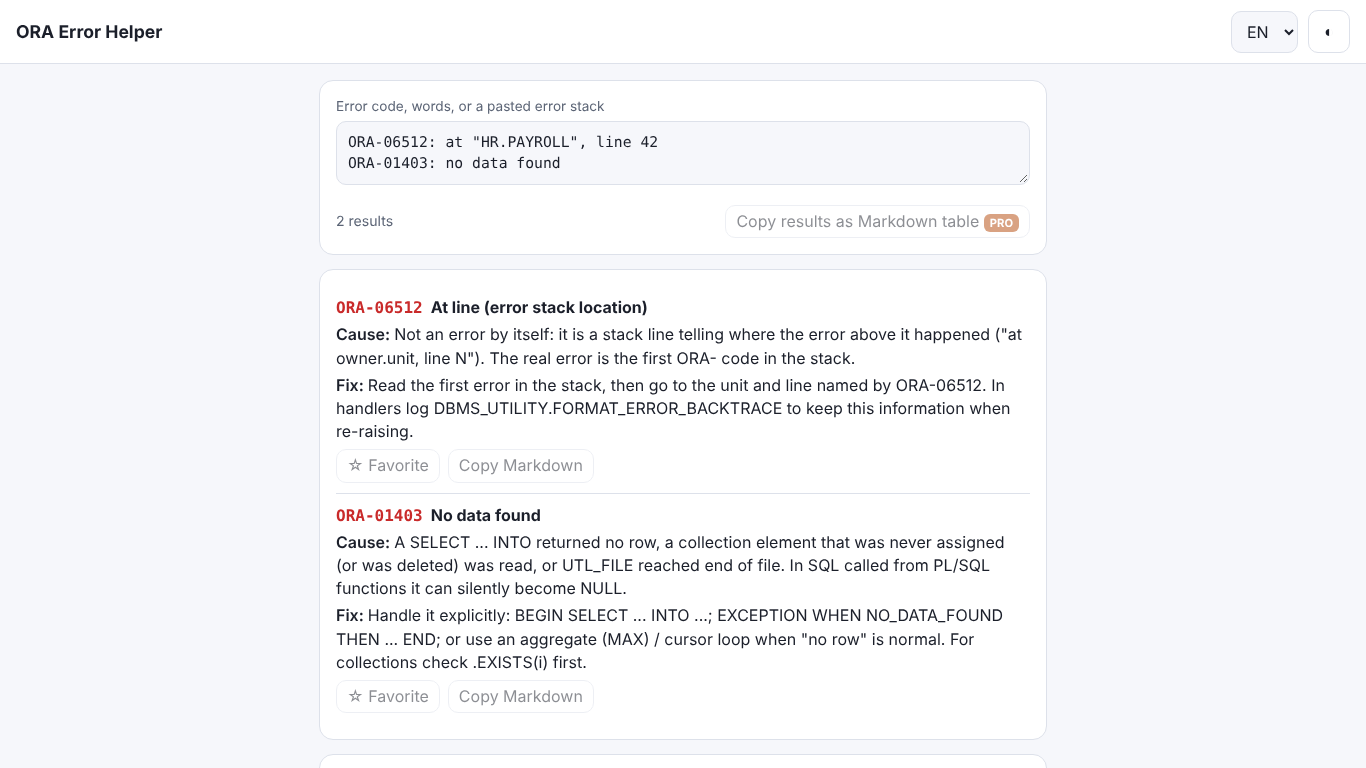 ORA Error Helper
EN
Error code, words, or a pasted error stack
ORA-06512: at "HR.PAYROLL", line 42
ORA-01403: no data found
2 results
Copy results as Markdown table PRO
ORA-06512 At line (error stack location)
Cause: Not an error by itself: it is a stack line telling where the error above it happened ("at
owner.unit, line N"). The real error is the first ORA- code in the stack.
Fix: Read the first error in the stack, then go to the unit and line named by ORA-06512. In
handlers log DBMS_UTILITY.FORMAT_ERROR_BACKTRACE to keep this information when
re-raising.
☆ Favorite
Copy Markdown
ORA-01403 No data found
Cause: A SELECT ... INTO returned no row, a collection element that was never assigned
(or was deleted) was read, or UTL_FILE reached end of file. In SQL called from PL/SQL
functions it can silently become NULL.
Fix: Handle it explicitly: BEGIN SELECT ... INTO ...; EXCEPTION WHEN NO_DATA_FOUND
THEN ... END; or use an aggregate (MAX) / cursor loop when "no row" is normal. For
collections check .EXISTS(i) first.
☆ Favorite
Copy Markdown